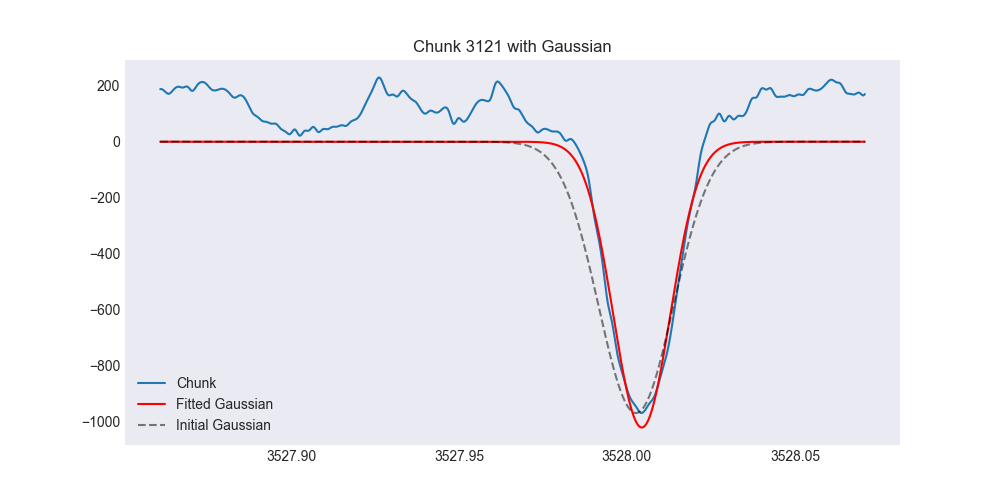 Chunk 3121 with Gaussian
200
0
−200
−400
−600
−800
−1000
Chunk
Fitted Gaussian
Initial Gaussian
3527.90 3527.95 3528.00 3528.05